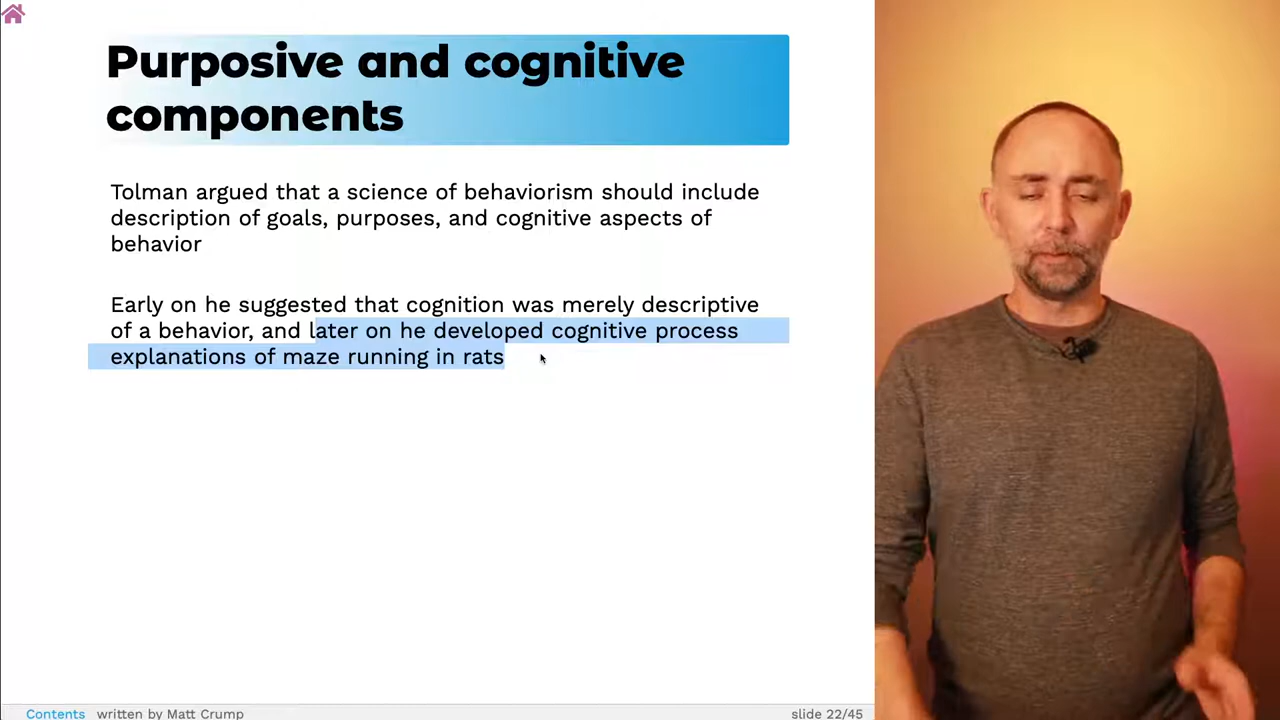 Purposive and cognitive
components
Tolman argued that a science of behaviorism should include
description of goals, purposes, and cognitive aspects of
behavior
Early on he suggested that cognition was merely descriptive
of a behavior, and later on he developed cognitive process
explanations of maze running in rats
Contents written by Matt Crump slide 22/45